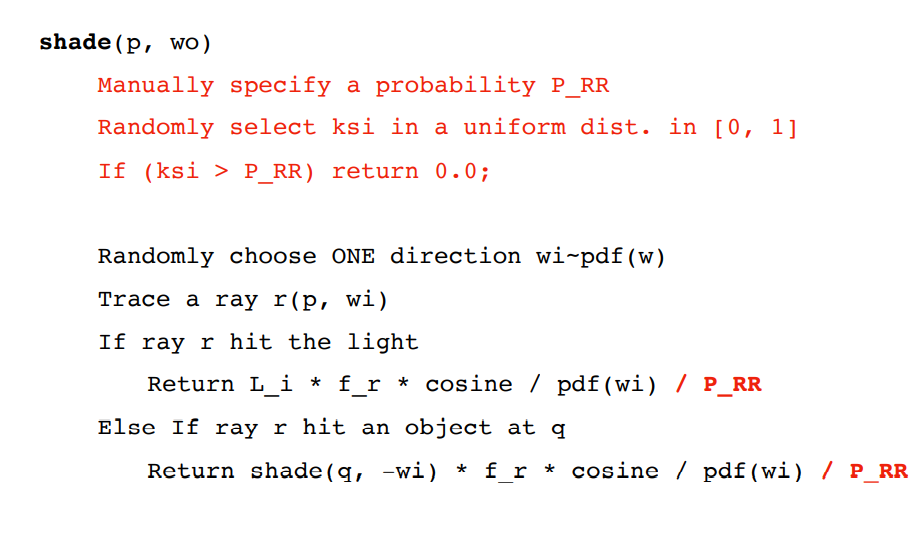 shade(p, wo)
Manually specify a probability P_RR
Randomly select ksi in a uniform dist. in [0, 1]
If (ksi > P_RR) return 0.0;
Randomly choose ONE direction wi~pdf(w)
Trace a ray r(p, wi)
If ray r hit the light
Return L_i * f_r * cosine / pdf(wi) / P_RR
Else If ray r hit an object at q
Return shade(q, -wi) * f_r * cosine / pdf(wi) / P_RR